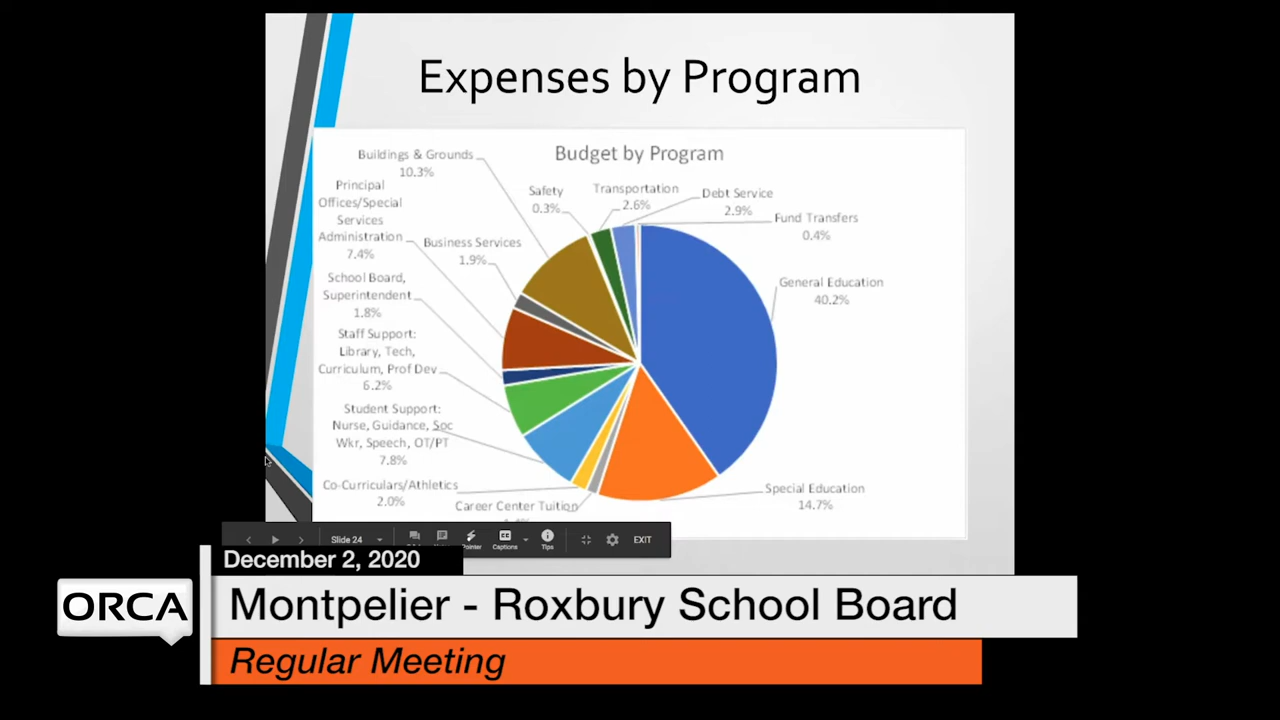 Expenses by Program
Budget by Program
Buildings & Grounds
10.3%
Principal
Offices/Special
Services
Administration
7.4%
Safety
0.3%
Transportation
2.6%
Debt Service
2.9%
Fund Transfers
0.4%
Business Services
1.9%
General Education
40.2%
School Board,
Superintendent
1.8%
Staff Support:
Library, Tech,
Curriculum, Prof Dev
6.2%
Student Support:
Nurse, Guidance, Soc
Wkr, Speech, OT/PT
7.8%
Co-Curriculars/Athletics
2.0%
Career Center Tuition
Special Education
14.7%
Slide 24
Pointer
Captions
Tips
EXIT
December 2, 2020
ORCA
Montpelier - Roxbury School Board
Regular Meeting